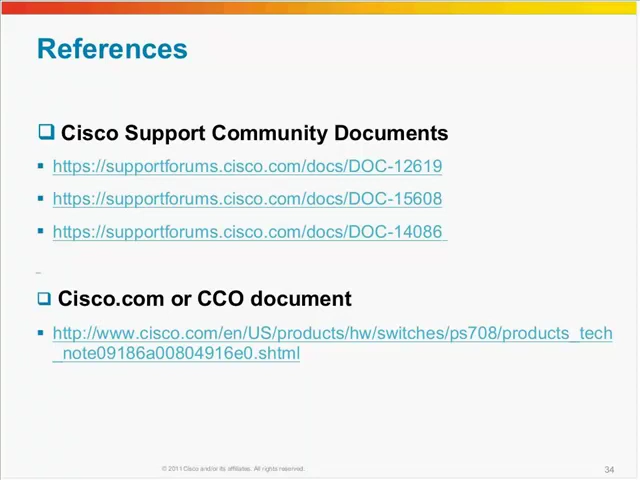 References
Cisco Support Community Documents
https://supportforums.cisco.com/docs/DOC-12619
https://supportforums.cisco.com/docs/DOC-15608
https://supportforums.cisco.com/docs/DOC-14086
Cisco.com or CCO document
http://www.cisco.com/en/US/products/hw/switches/ps708/products_tech
_note09186a00804916e0.shtml
© 2011 Cisco and/or its affiliates. All rights reserved.
34